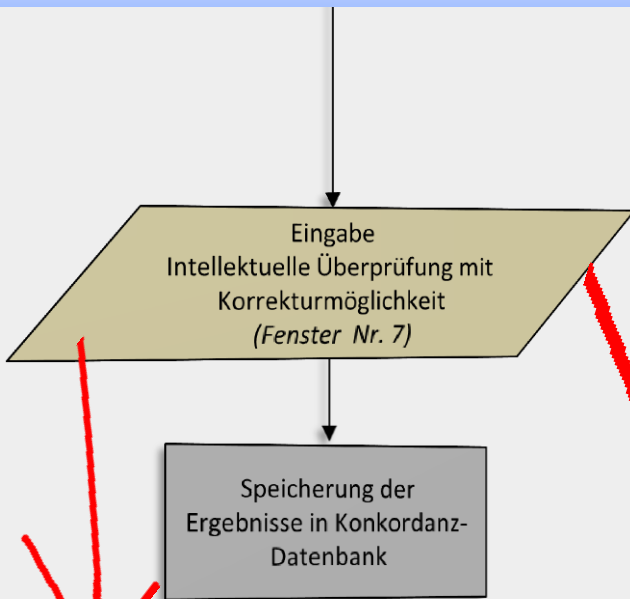 Eingabe
Intellektuelle Überprüfung mit
Korrekturmöglichkeit
(Fenster Nr. 7)
Speicherung der
Ergebnisse in Konkordanz-
Datenbank